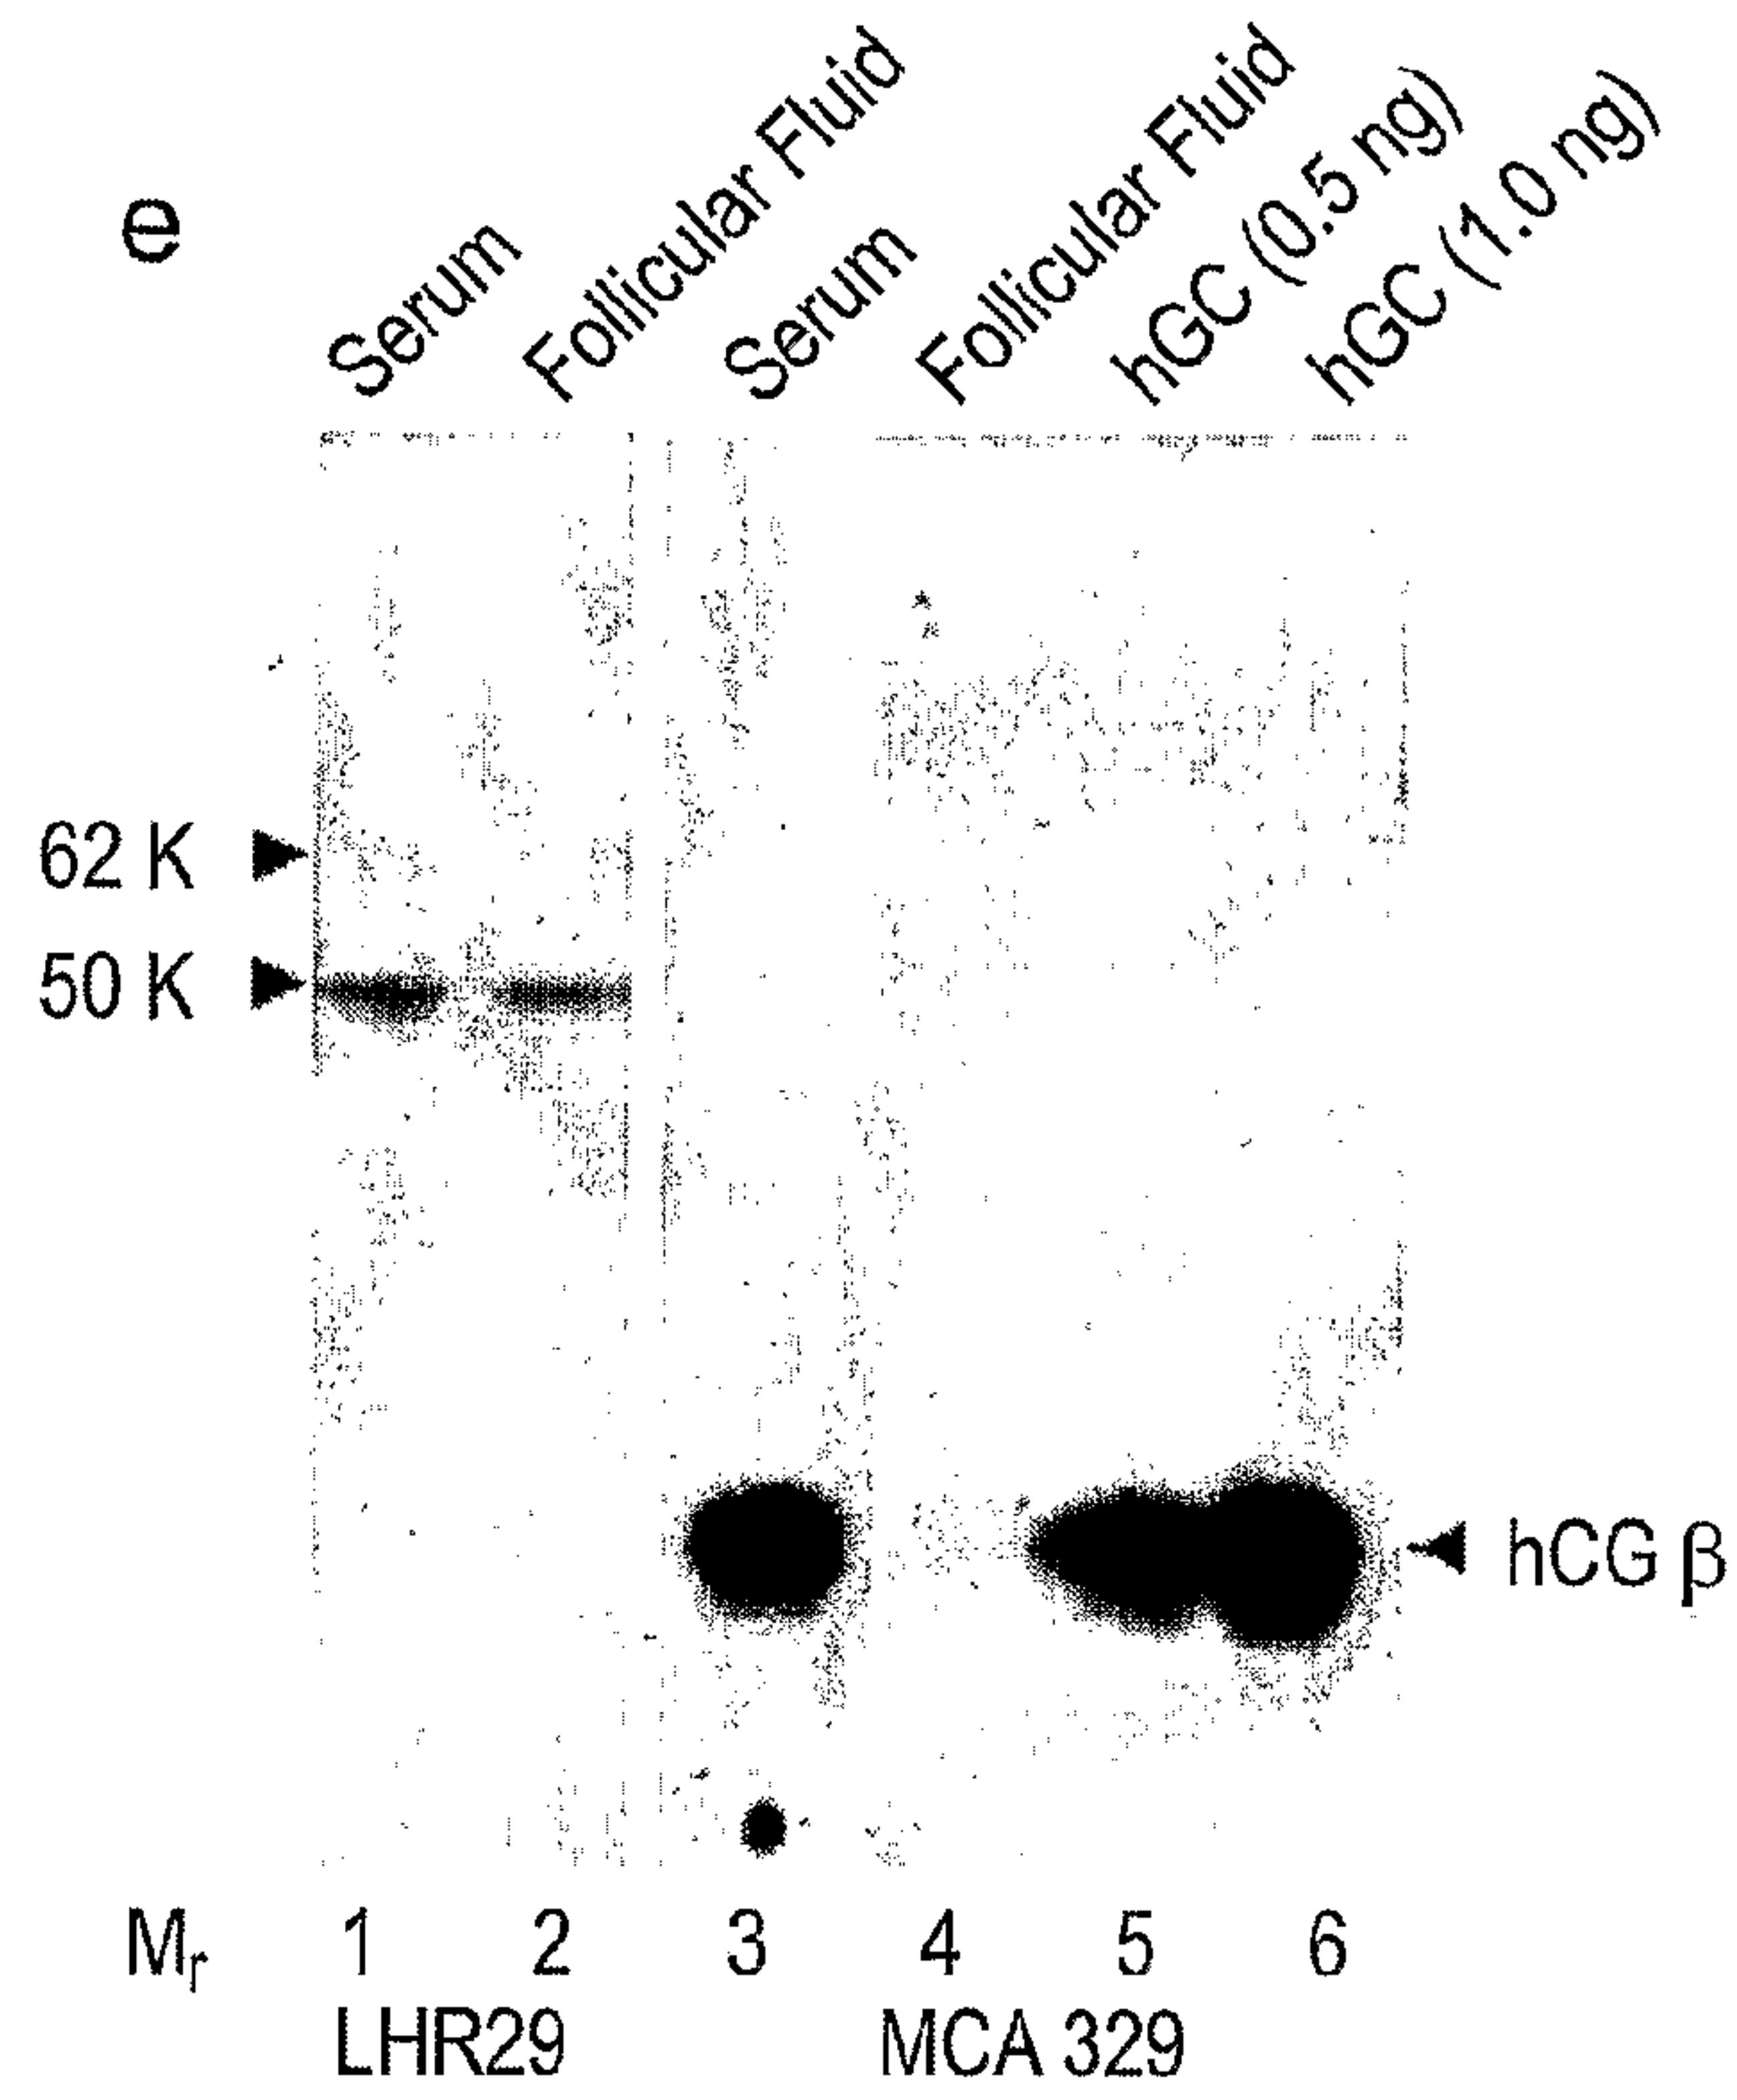 e
Serum
Follicular Fluid
Serum
Follicular Fluid
hGC (0.5 ng)
hGC (1.0 ng)
62 K
50 K
hCG β
Mr 1 2 3 4 5 6
LHR29 MCA 329